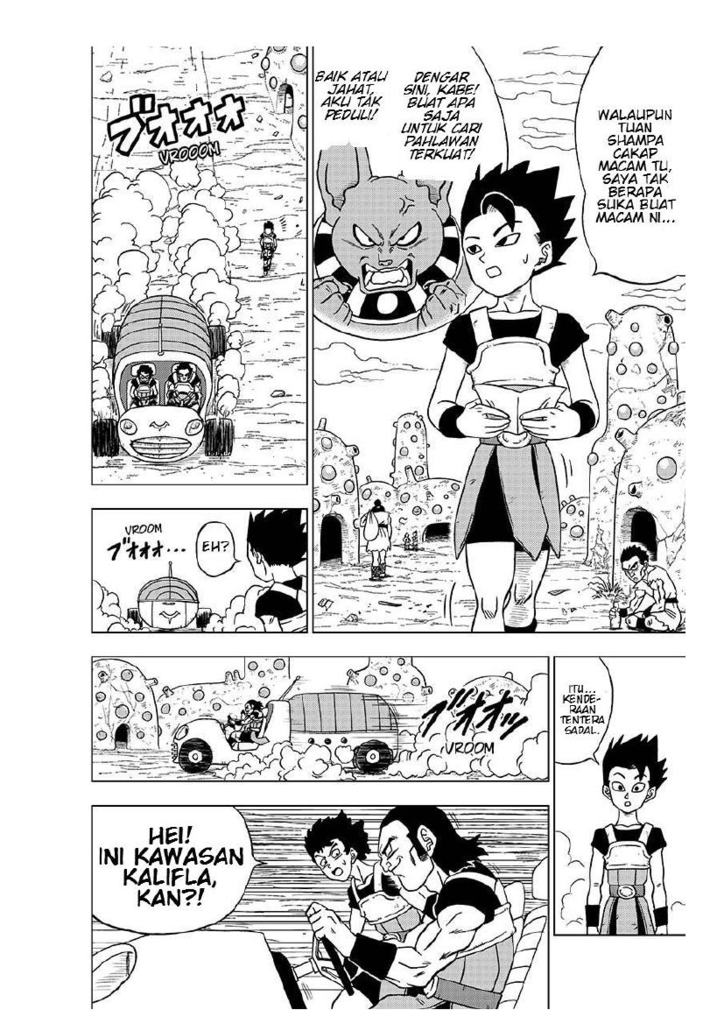 WALAUPUN
TUAN
SHAMPA
CAKAP
MACAM TU,
SAYA TAK
BERAPA
SUKA BUAT
MACAM NI...
DENGAR
SINI, KABE!
BUAT APA
SAJA
UNTUK CARI
PAHLAWAN
TERKUAT!
BAIK ATAU
JAHAT,
AKU TAK
PEDULI!
ブオオオ
VROOOM
EH?
VROOM
ブオオオ...
ITU...
KENDE-
RAAN
TENTERA
SADAL.
ブオオッ
VROOM
HEI!
INI KAWASAN
KALIFLA,
KAN?!